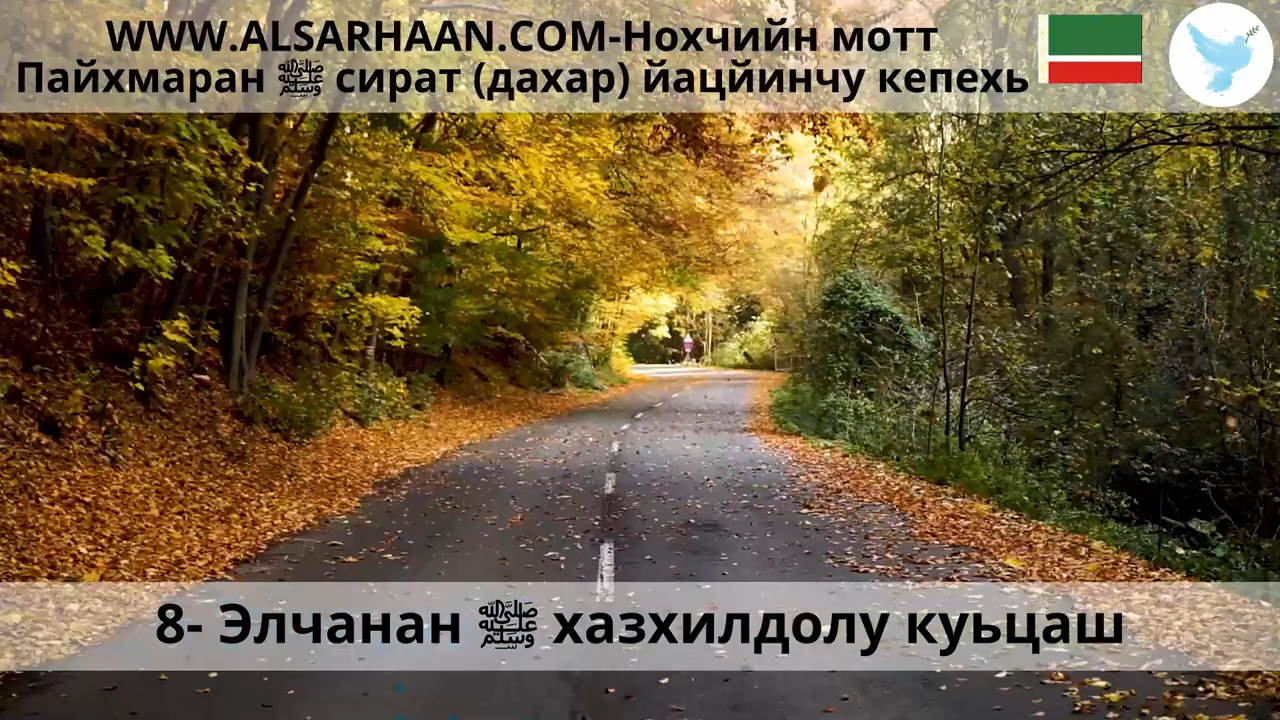 WWW.ALSARHAAN.COM-Нохчийн мотт
Пайхмаран ﷺ сират (дахар) йацйинчу кепехь
8- Элчанан ﷺ хазхилдолу куьцаш